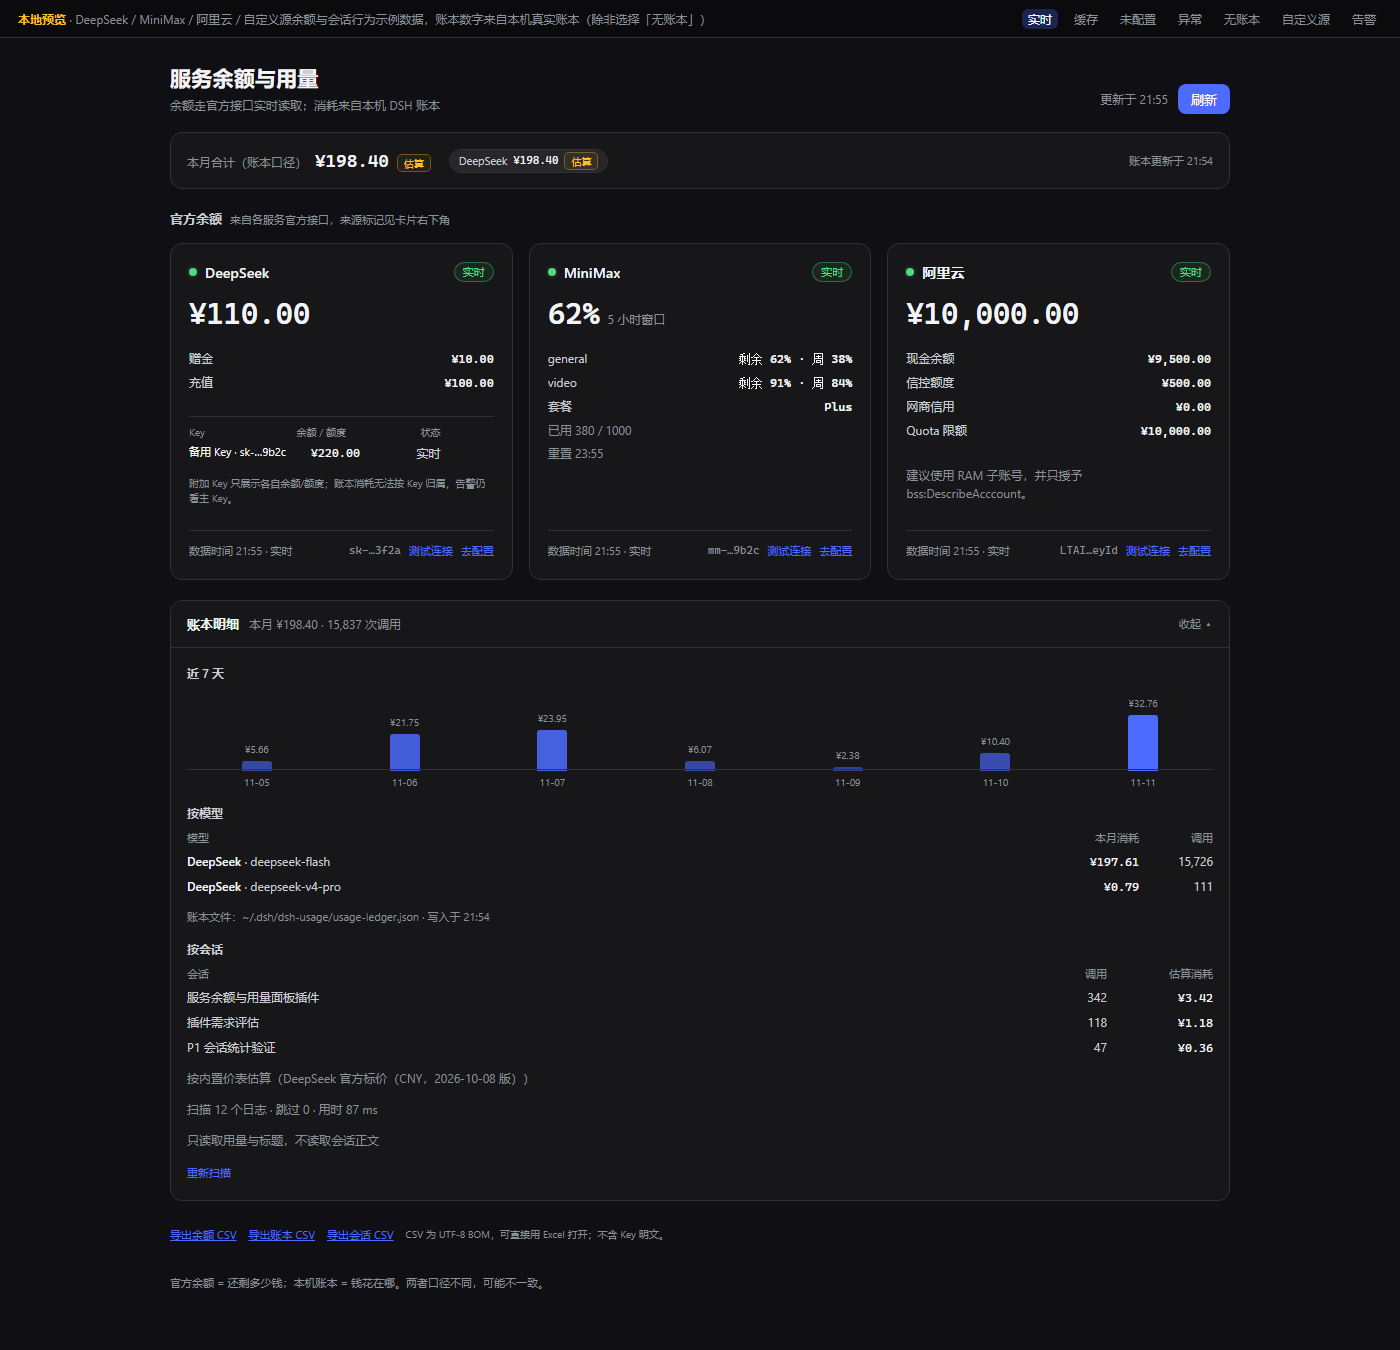 本地预览 · DeepSeek / MiniMax / 阿里云 / 自定义源余额与会话行为示例数据，账本数字来自本机真实账本（除非选择「无账本」）
实时 缓存 未配置 异常 无账本 自定义源 告警
服务余额与用量
余额走官方接口实时读取；消耗来自本机 DSH 账本
更新于 21:55 刷新
本月合计（账本口径） ¥198.40 估算 DeepSeek ¥198.40 估算 账本更新于 21:54
官方余额 来自各服务官方接口，来源标记见卡片右下角
DeepSeek 实时
¥110.00
赠金 ¥10.00
充值 ¥100.00
Key 余额 / 额度 状态
备用 Key · sk-…9b2c ¥220.00 实时
附加 Key 只展示各自余额/额度；账本消耗无法按 Key 归属，告警仍
看主 Key。
数据时间 21:55 · 实时 sk-…3f2a 测试连接 去配置
MiniMax 实时
62% 5 小时窗口
general 剩余 62% · 周 38%
video 剩余 91% · 周 84%
套餐 Plus
已用 380 / 1000
重置 23:55
数据时间 21:55 · 实时 mm-…9b2c 测试连接 去配置
阿里云 实时
¥10,000.00
现金余额 ¥9,500.00
信控额度 ¥500.00
网商信用 ¥0.00
Quota 限额 ¥10,000.00
建议使用 RAM 子账号，并只授予
bss:DescribeAcccount。
数据时间 21:55 · 实时 LTAI…eyId 测试连接 去配置
账本明细 本月 ¥198.40 · 15,837 次调用 收起 ▴
近 7 天
¥5.66 ¥21.75 ¥23.95 ¥6.07 ¥2.38 ¥10.40 ¥32.76
11-05 11-06 11-07 11-08 11-09 11-10 11-11
按模型
模型 本月消耗 调用
DeepSeek · deepseek-flash ¥197.61 15,726
DeepSeek · deepseek-v4-pro ¥0.79 111
账本文件：~/.dsh/dsh-usage/usage-ledger.json · 写入于 21:54
按会话
会话 调用 估算消耗
服务余额与用量面板插件 342 ¥3.42
插件需求评估 118 ¥1.18
P1 会话统计验证 47 ¥0.36
按内置价表估算（DeepSeek 官方标价（CNY，2026-10-08 版））
扫描 12 个日志 · 跳过 0 · 用时 87 ms
只读取用量与标题，不读取会话正文
重新扫描
导出余额 CSV 导出账本 CSV 导出会话 CSV CSV 为 UTF-8 BOM，可直接用 Excel 打开；不含 Key 明文。
官方余额 = 还剩多少钱；本机账本 = 钱花在哪。两者口径不同，可能不一致。